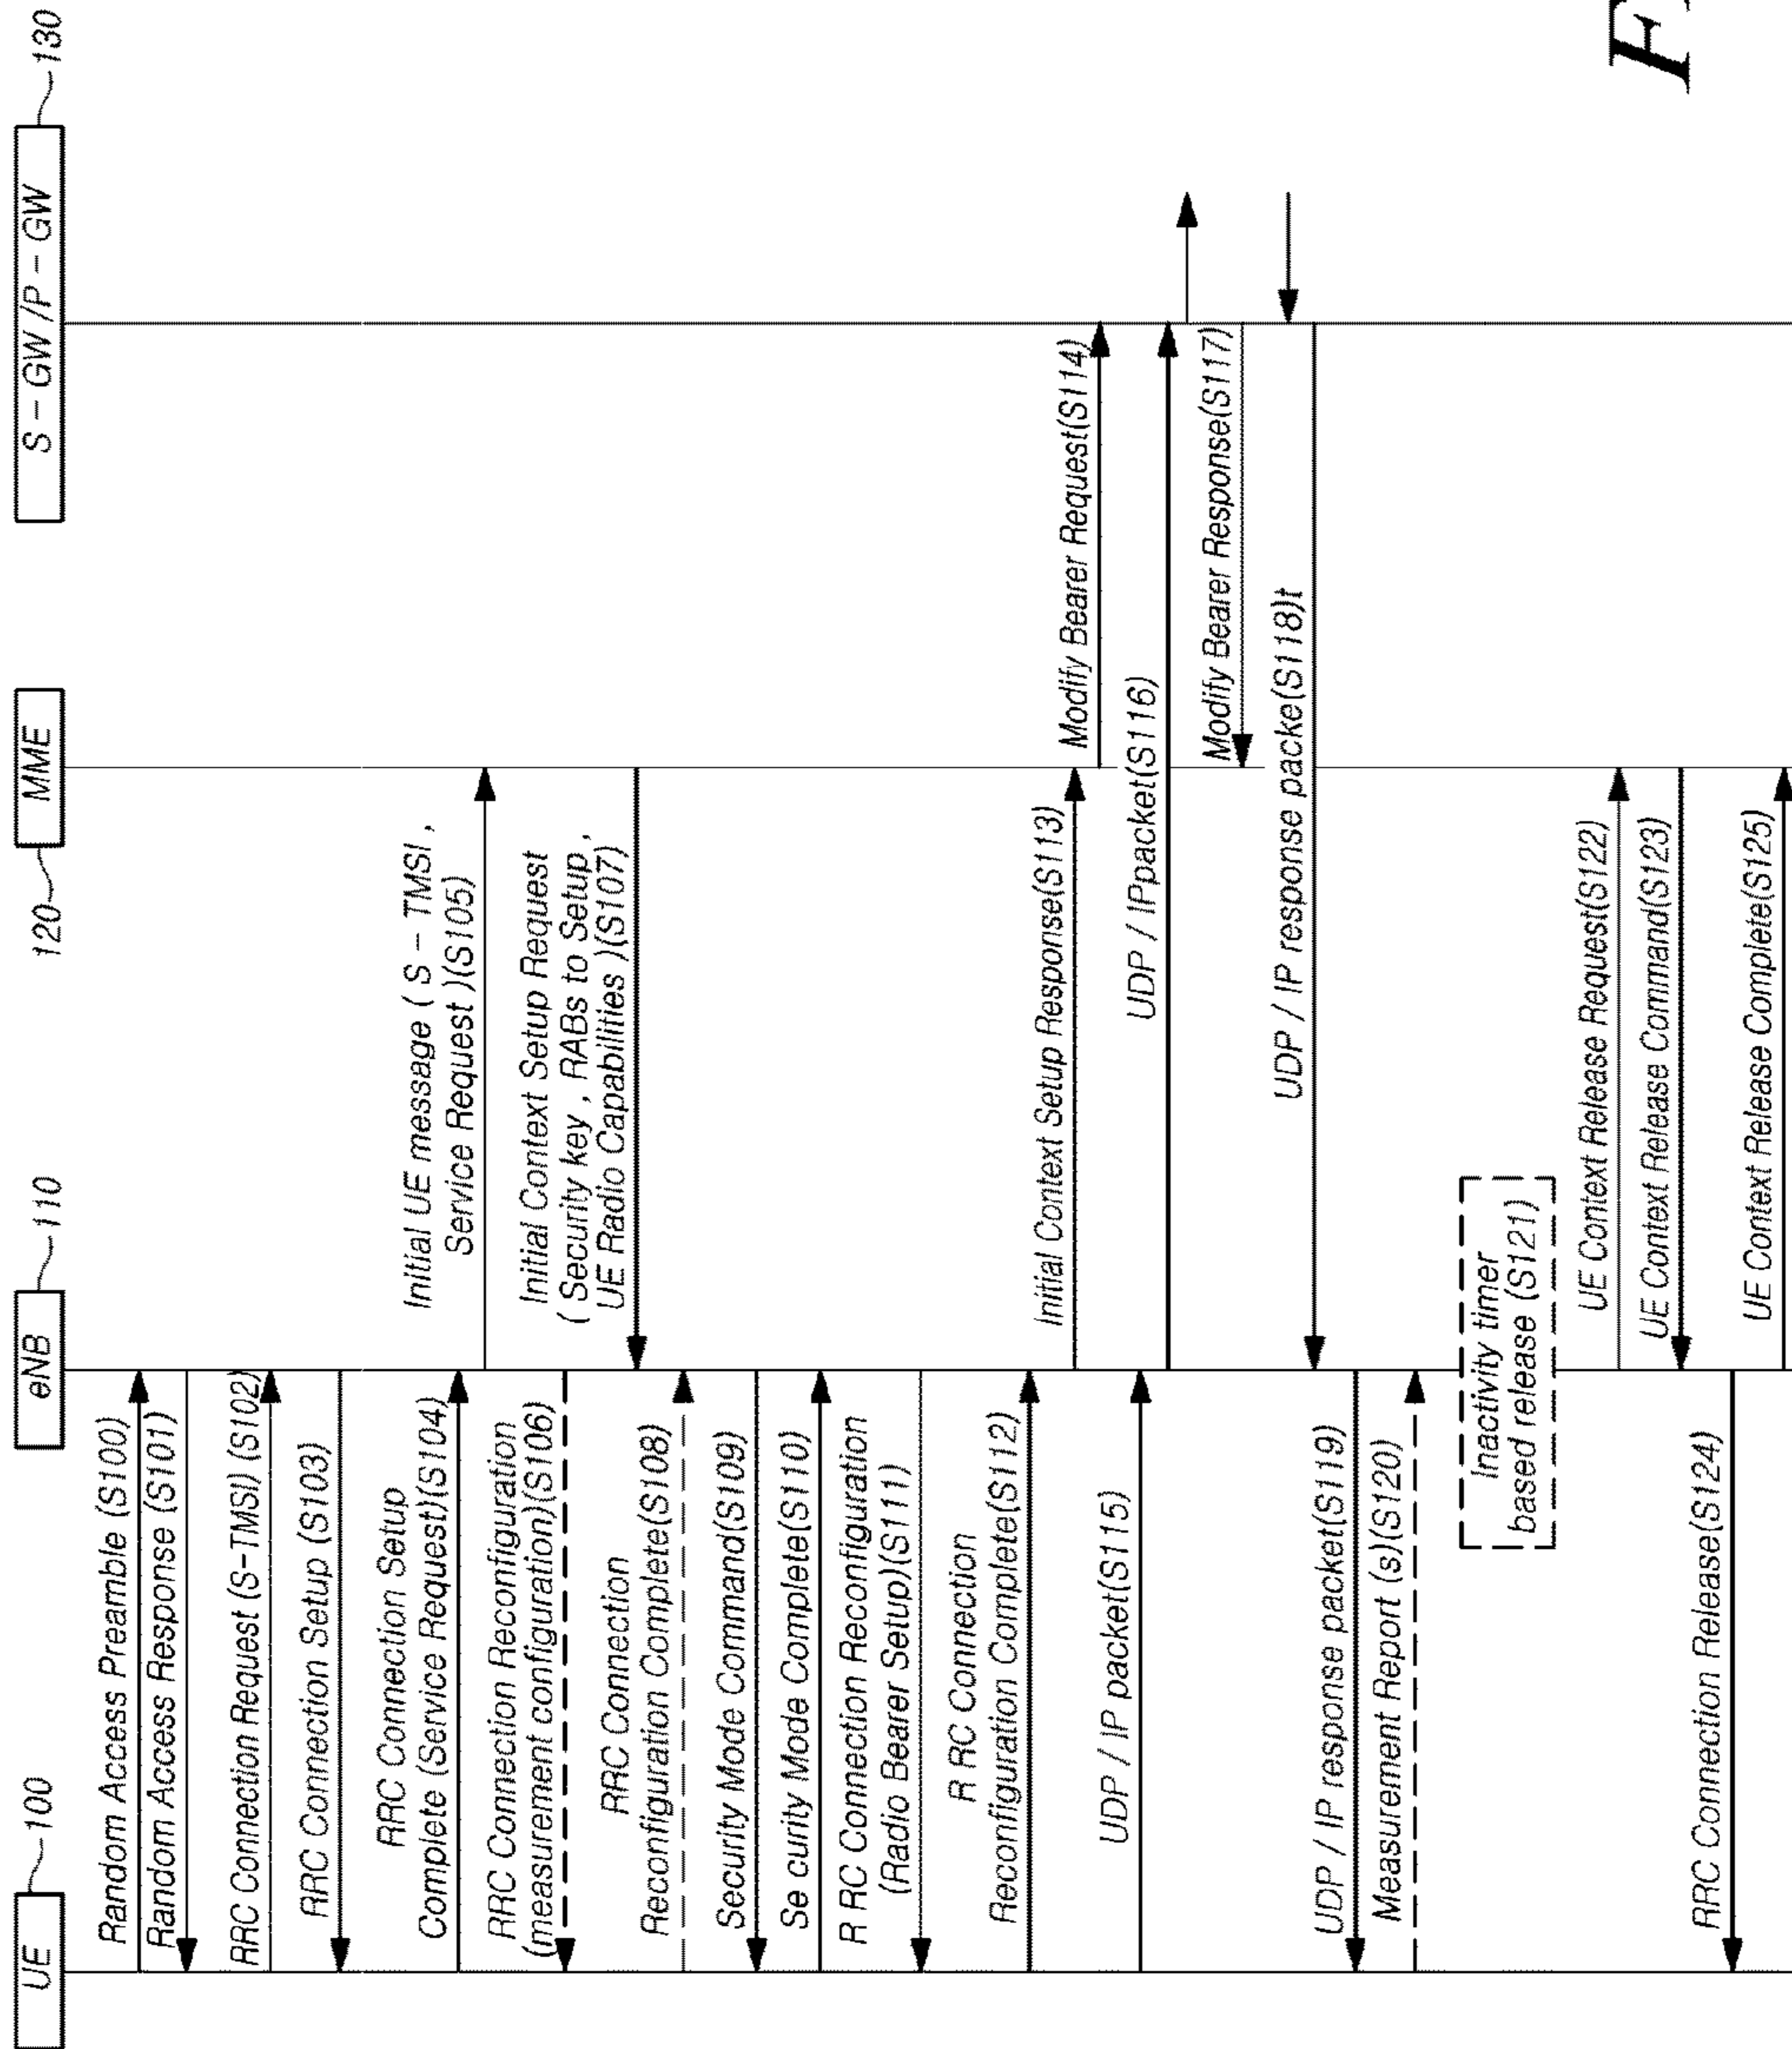 UE
100
eNB
110
MME
120
S - GW / P - GW
130
Random Access Preamble (S100)
Random Access Response (S101)
RRC Connection Request (S-TMSI) (S102)
RRC Connection Setup (S103)
RRC Connection Setup
Complete (Service Request)(S104)
Initial UE message ( S - TMSI ,
Service Request )(S105)
RRC Connection Reconfiguration
(measurement configuration)(S106)
Initial Context Setup Request
( Security key , RABs to Setup ,
UE Radio Capabilities )(S107)
RRC Connection
Reconfiguration Complete(S108)
Security Mode Command(S109)
Se curity Mode Complete(S110)
R RC Connection Reconfiguration
(Radio Bearer Setup)(S111)
R RC Connection
Reconfiguration Complete(S112)
Initial Context Setup Response(S113)
Modify Bearer Request(S114)
UDP / IP packet(S115)
UDP / IPpacket(S116)
Modify Bearer Response(S117)
UDP / IP response packe(S118)t
UDP / IP response packet(S119)
Measurement Report (s)(S120)
Inactivity timer
based release (S121)
UE Context Release Request(S122)
UE Context Release Command(S123)
RRC Connection Release(S124)
UE Context Release Complete(S125)